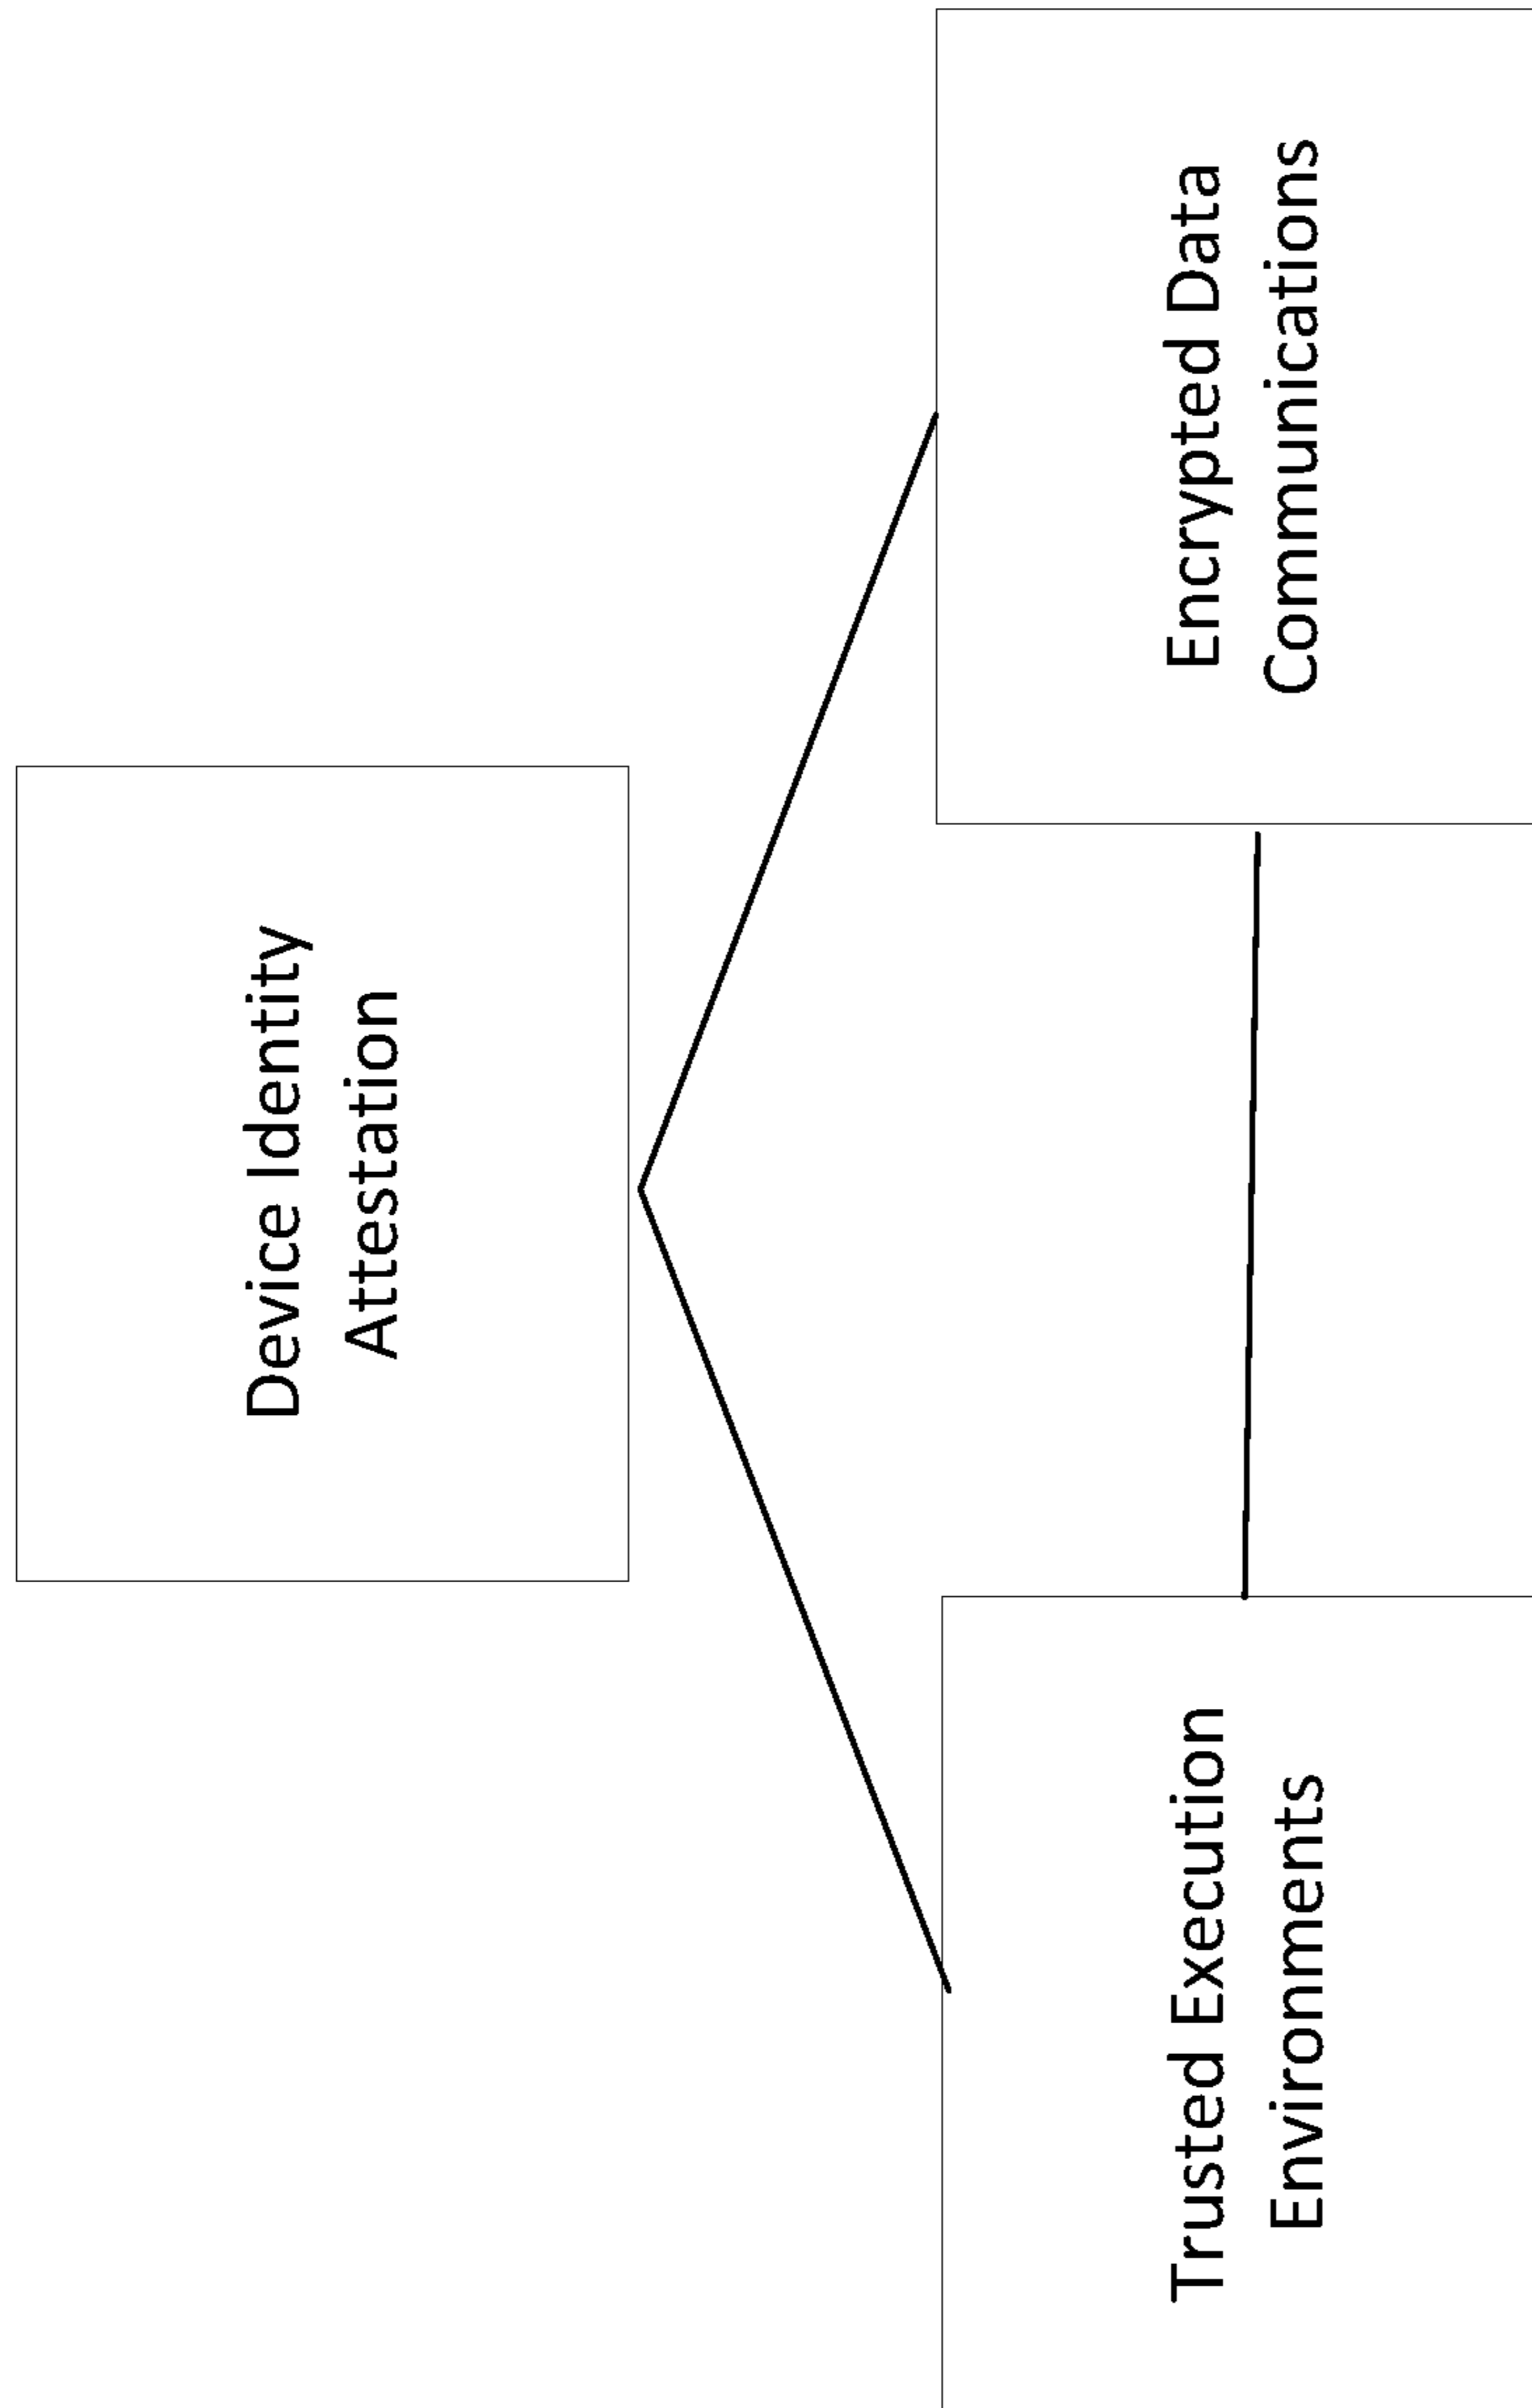 Device Identity
Attestation
Trusted Execution
Environments
Encrypted Data
Communications